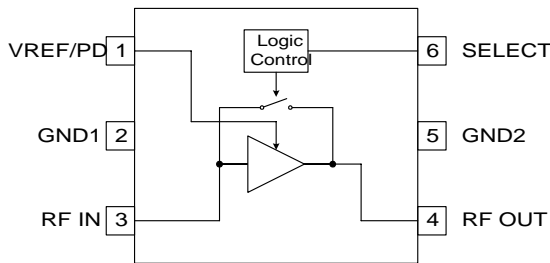 VREF/PD 1
Logic
Control
6 SELECT
GND1 2
5 GND2
RF IN 3
4 RF OUT